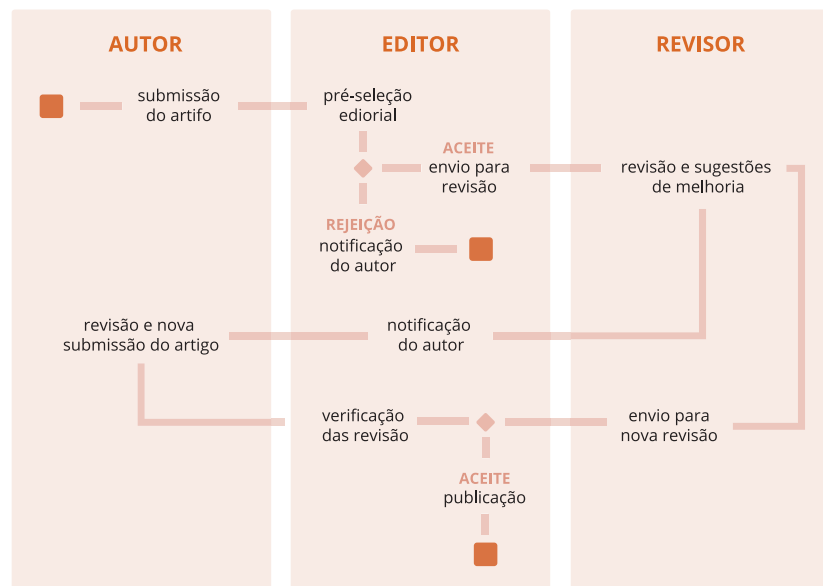 AUTOR
EDITOR
REVISOR
submissão
do artifo
pré-seleção
ediorial
ACEITE
envio para
revisão
revisão e sugestões
de melhoria
REJEIÇÃO
notificação
do autor
revisão e nova
submissão do artigo
notificação
do autor
verificação
das revisão
envio para
nova revisão
ACEITE
publicação